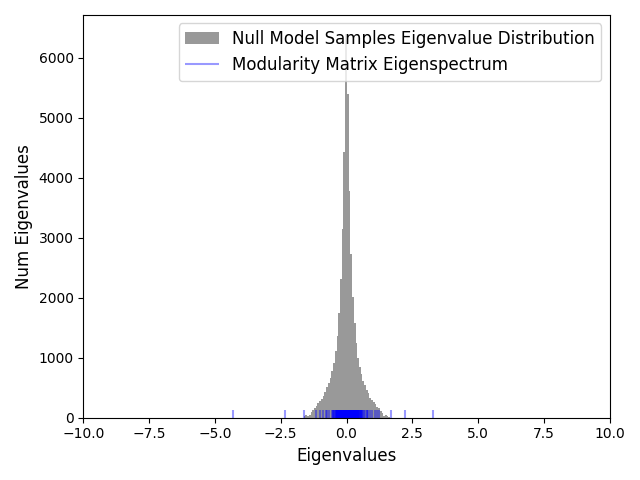 Null Model Samples Eigenvalue Distribution
Modularity Matrix Eigenspectrum
6000
5000
4000
3000
2000
1000
0
Num Eigenvalues
−10.0 −7.5 −5.0 −2.5 0.0 2.5 5.0 7.5 10.0
Eigenvalues